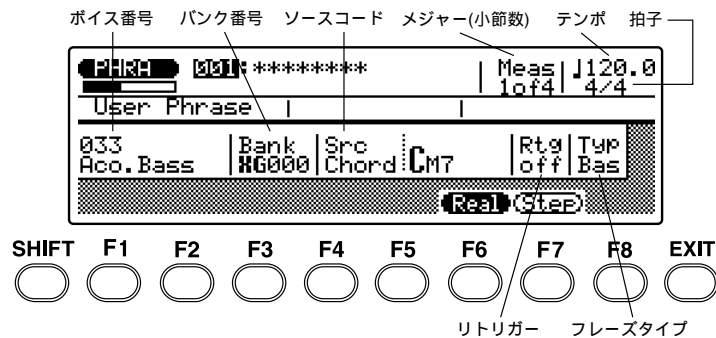 ボイス番号 バンク番号 ソースコード メジャー(小節数) テンポ 拍子
PHRA 001:******** Meas ♩120.0
1of4 4/4
User Phrase
033 Bank Src CM7 Rtg Typ
Aco.Bass XG000 Chord off Bas
Real Step
SHIFT F1 F2 F3 F4 F5 F6 F7 F8 EXIT
リトリガー フレーズタイプ